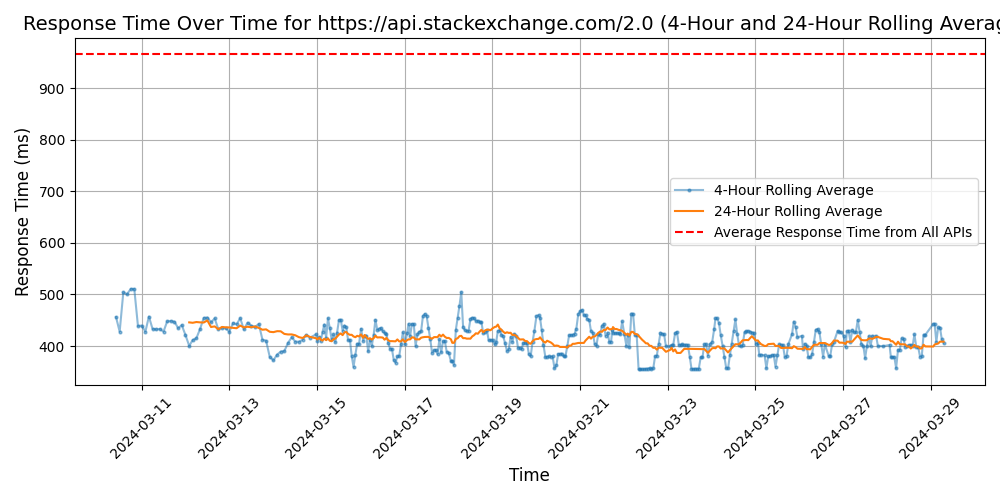 Response Time Over Time for https://api.stackexchange.com/2.0 (4-Hour and 24-Hour Rolling Averag
Response Time (ms)
900
800
700
600
500
400
4-Hour Rolling Average
24-Hour Rolling Average
Average Response Time from All APIs
2024-03-11
2024-03-13
2024-03-15
2024-03-17
2024-03-19
2024-03-21
2024-03-23
2024-03-25
2024-03-27
2024-03-29
Time